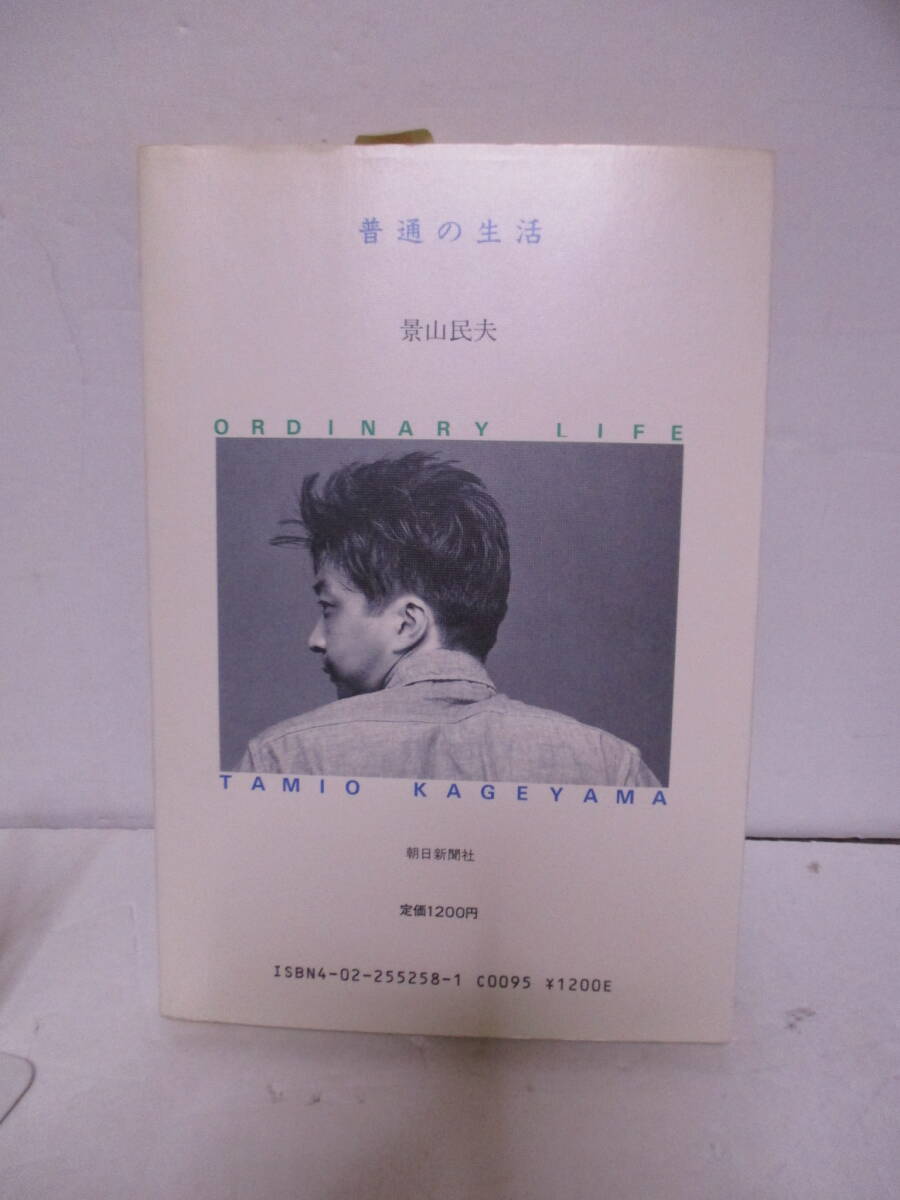 普通の生活
景山民夫
ORDINARY LIFE
TAMIO KAGEYAMA
朝日新聞社
定価1200円
ISBN4-02-255258-1 C0095 ¥1200E